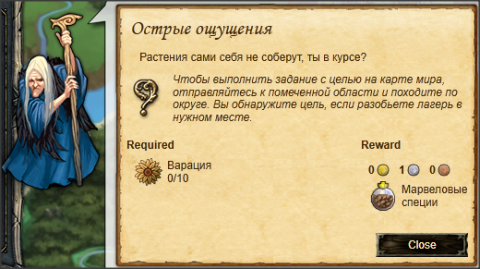 Острые ощущения
Растения сами себя не соберут, ты в курсе?
Чтобы выполнить задание с целью на карте мира,
отправляйтесь к помеченной области и походите по
округе. Вы обнаружите цель, если разобьете лагерь в
нужном месте.
Required
Reward
Варация
0/10
0 1 0
Марвеловые
специи
Close